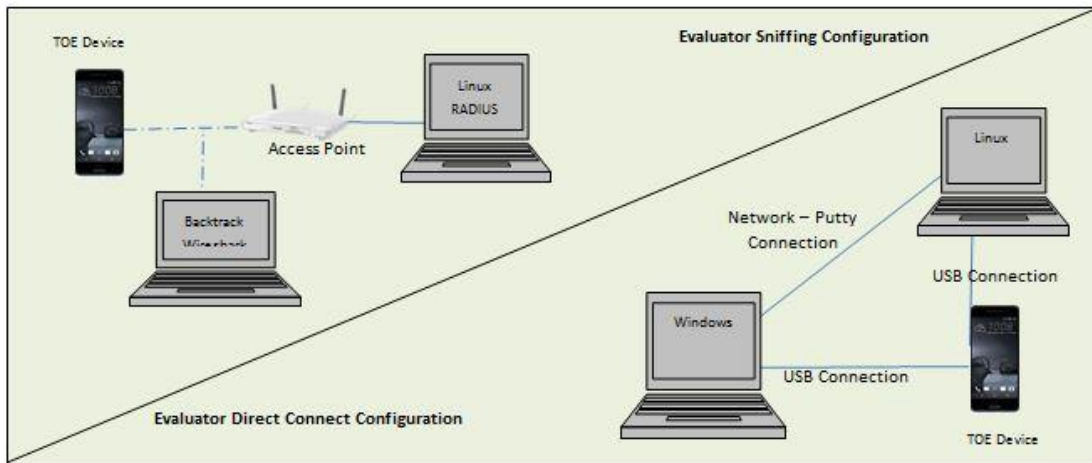 TOE Device
Evaluator Sniffing Configuration
Linux
RADIUS
Access Point
Backtrack
Wireshark
Linux
Network – Putty
Connection
USB Connection
Windows
USB Connection
Evaluator Direct Connect Configuration
TOE Device